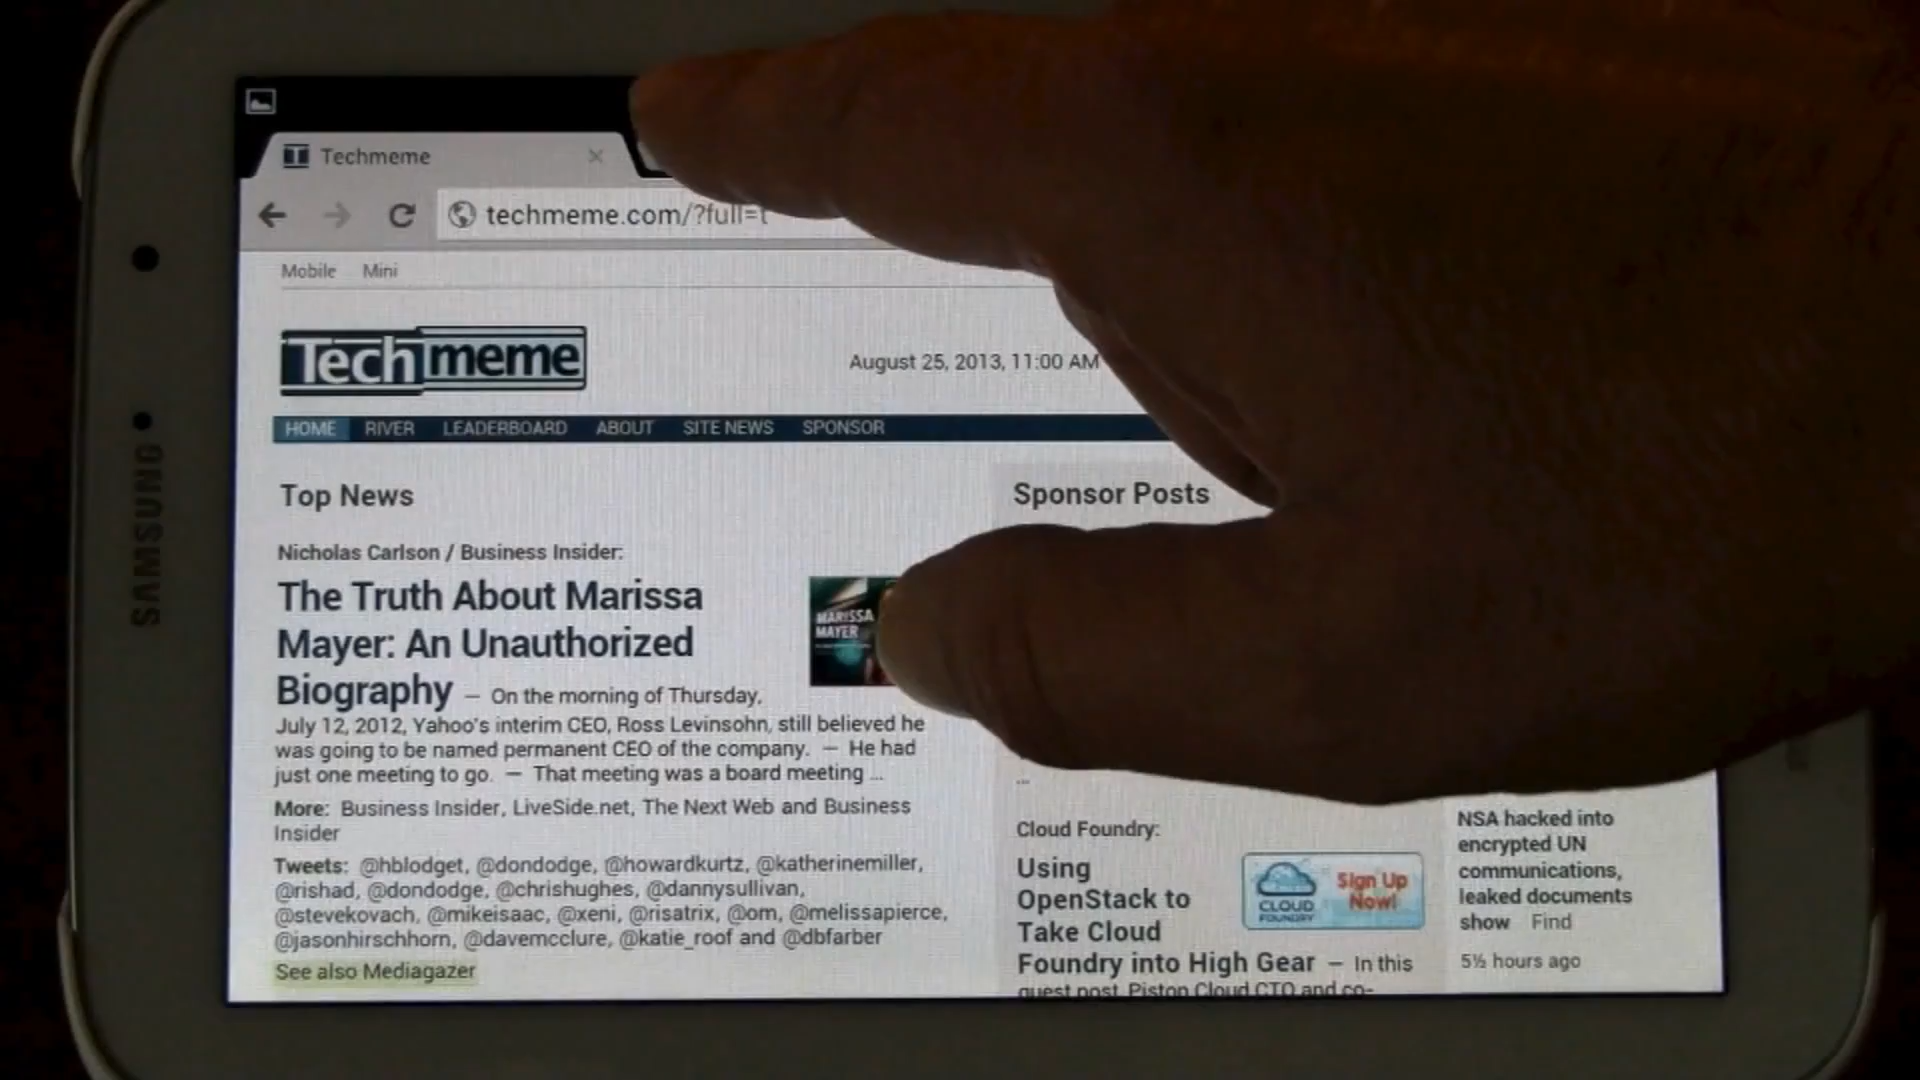 Techmeme
techmeme.com/?full=t
Mobile Mini
Techmeme
August 25, 2013, 11:00 AM
HOME RIVER LEADERBOARD ABOUT SITE NEWS SPONSOR
SAMSUNG
Top News
Nicholas Carlson / Business Insider:
The Truth About Marissa
Mayer: An Unauthorized
Biography — On the morning of Thursday,
July 12, 2012, Yahoo's interim CEO, Ross Levinsohn, still believed he
was going to be named permanent CEO of the company. — He had
just one meeting to go. — That meeting was a board meeting ...
MARISSA
MAYER
More: Business Insider, LiveSide.net, The Next Web and Business
Insider
Tweets: @hblodget, @dondodge, @howardkurtz, @katherinemiller,
@rishad, @dondodge, @chrishughes, @dannysullivan,
@stevekovach, @mikeisaac, @xeni, @risatrix, @om, @melissapierce,
@jasonhirschhorn, @davemcclure, @katie_roof and @dbfarber
See also Mediagazer
Sponsor Posts
...
Cloud Foundry:
Using
OpenStack to
Take Cloud
Foundry into High Gear — In this
guest post, Piston Cloud CTO and co-
CLOUD
FOUNDRY
Sign Up
Now!
NSA hacked into
encrypted UN
communications,
leaked documents
show Find
5½ hours ago